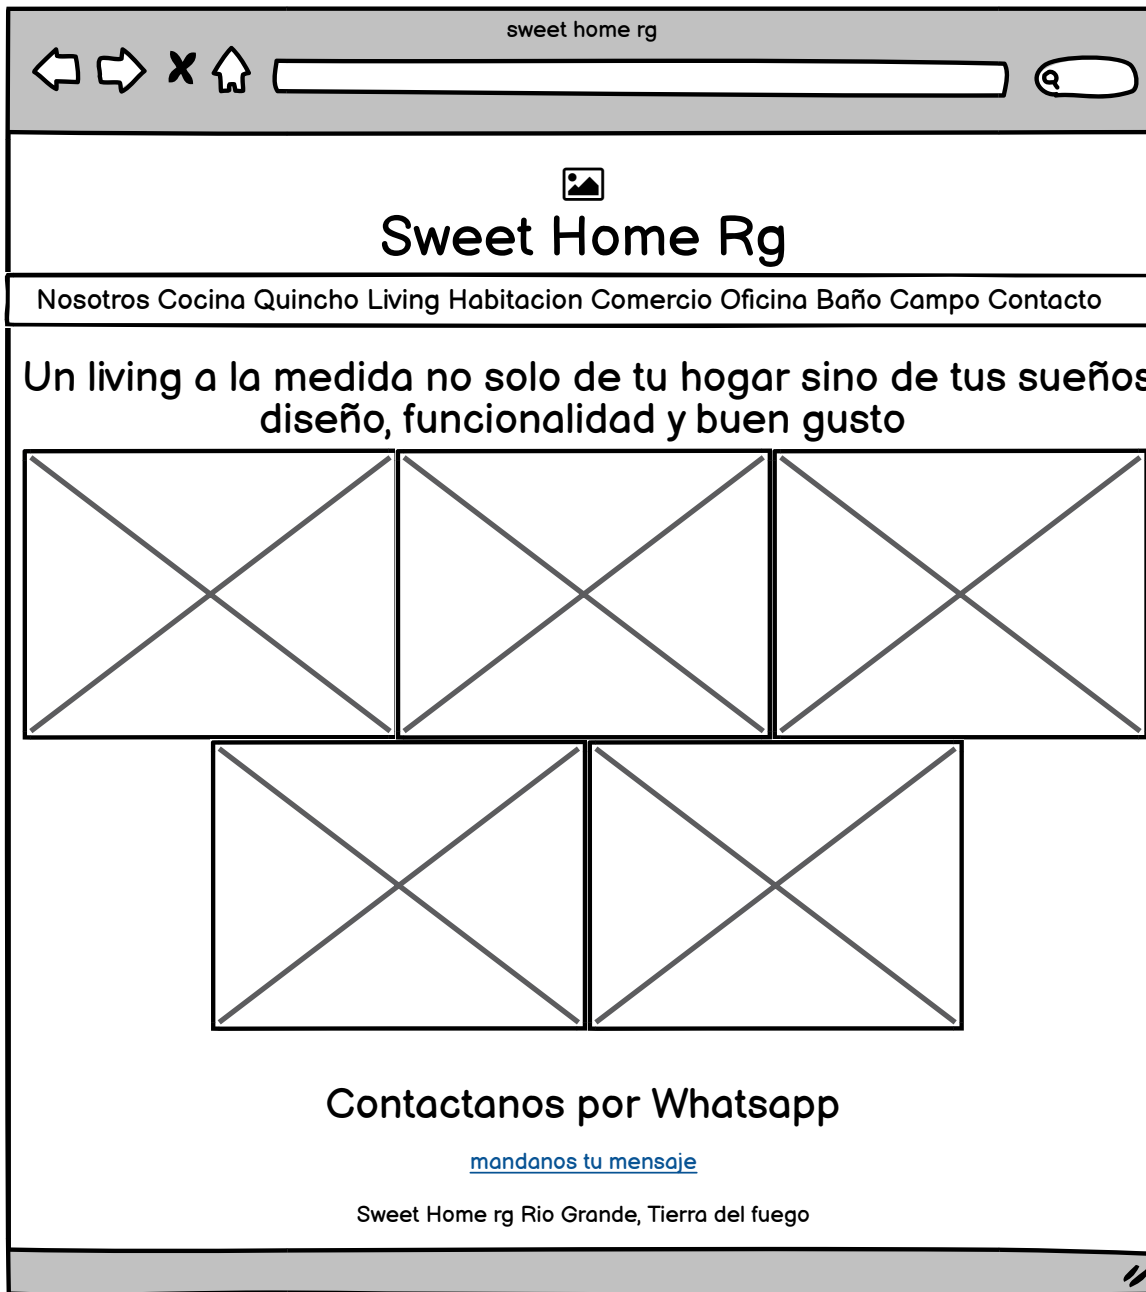 sweet home rg
Sweet Home Rg
Nosotros Cocina Quincho Living Habitacion Comercio Oficina Baño Campo Contacto
Un living a la medida no solo de tu hogar sino de tus sueños
diseño, funcionalidad y buen gusto
Contactanos por Whatsapp
mandanos tu mensaje
Sweet Home rg Rio Grande, Tierra del fuego